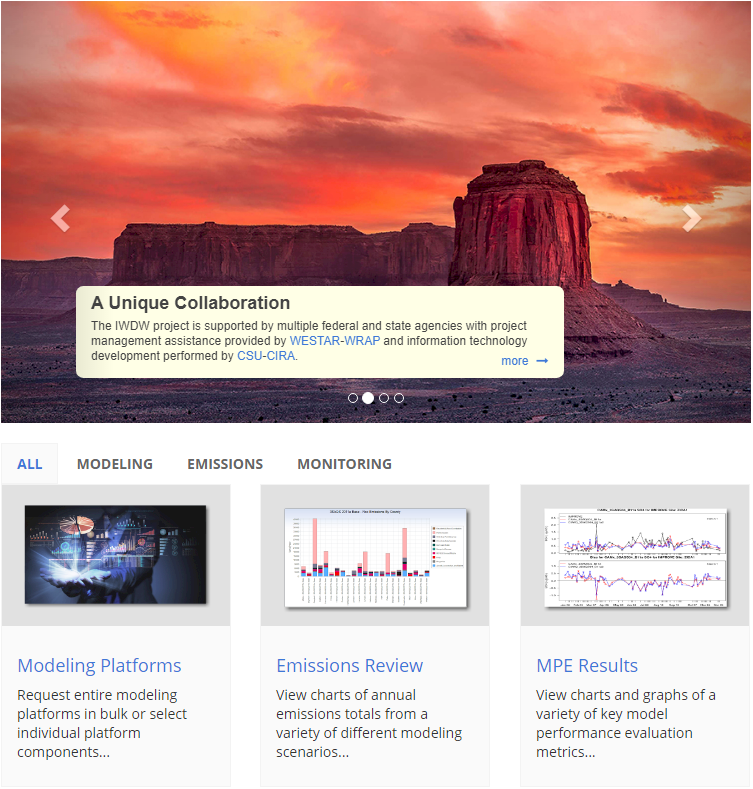 A Unique Collaboration
The IWDW project is supported by multiple federal and state agencies with project
management assistance provided by WESTAR-WRAP and information technology
development performed by CSU-CIRA.
more
ALL
MODELING
EMISSIONS
MONITORING
Modeling Platforms
Request entire modeling
platforms in bulk or select
individual platform
components...
Emissions Review
View charts of annual
emissions totals from a
variety of different modeling
scenarios...
MPE Results
View charts and graphs of a
variety of key model
performance evaluation
metrics...